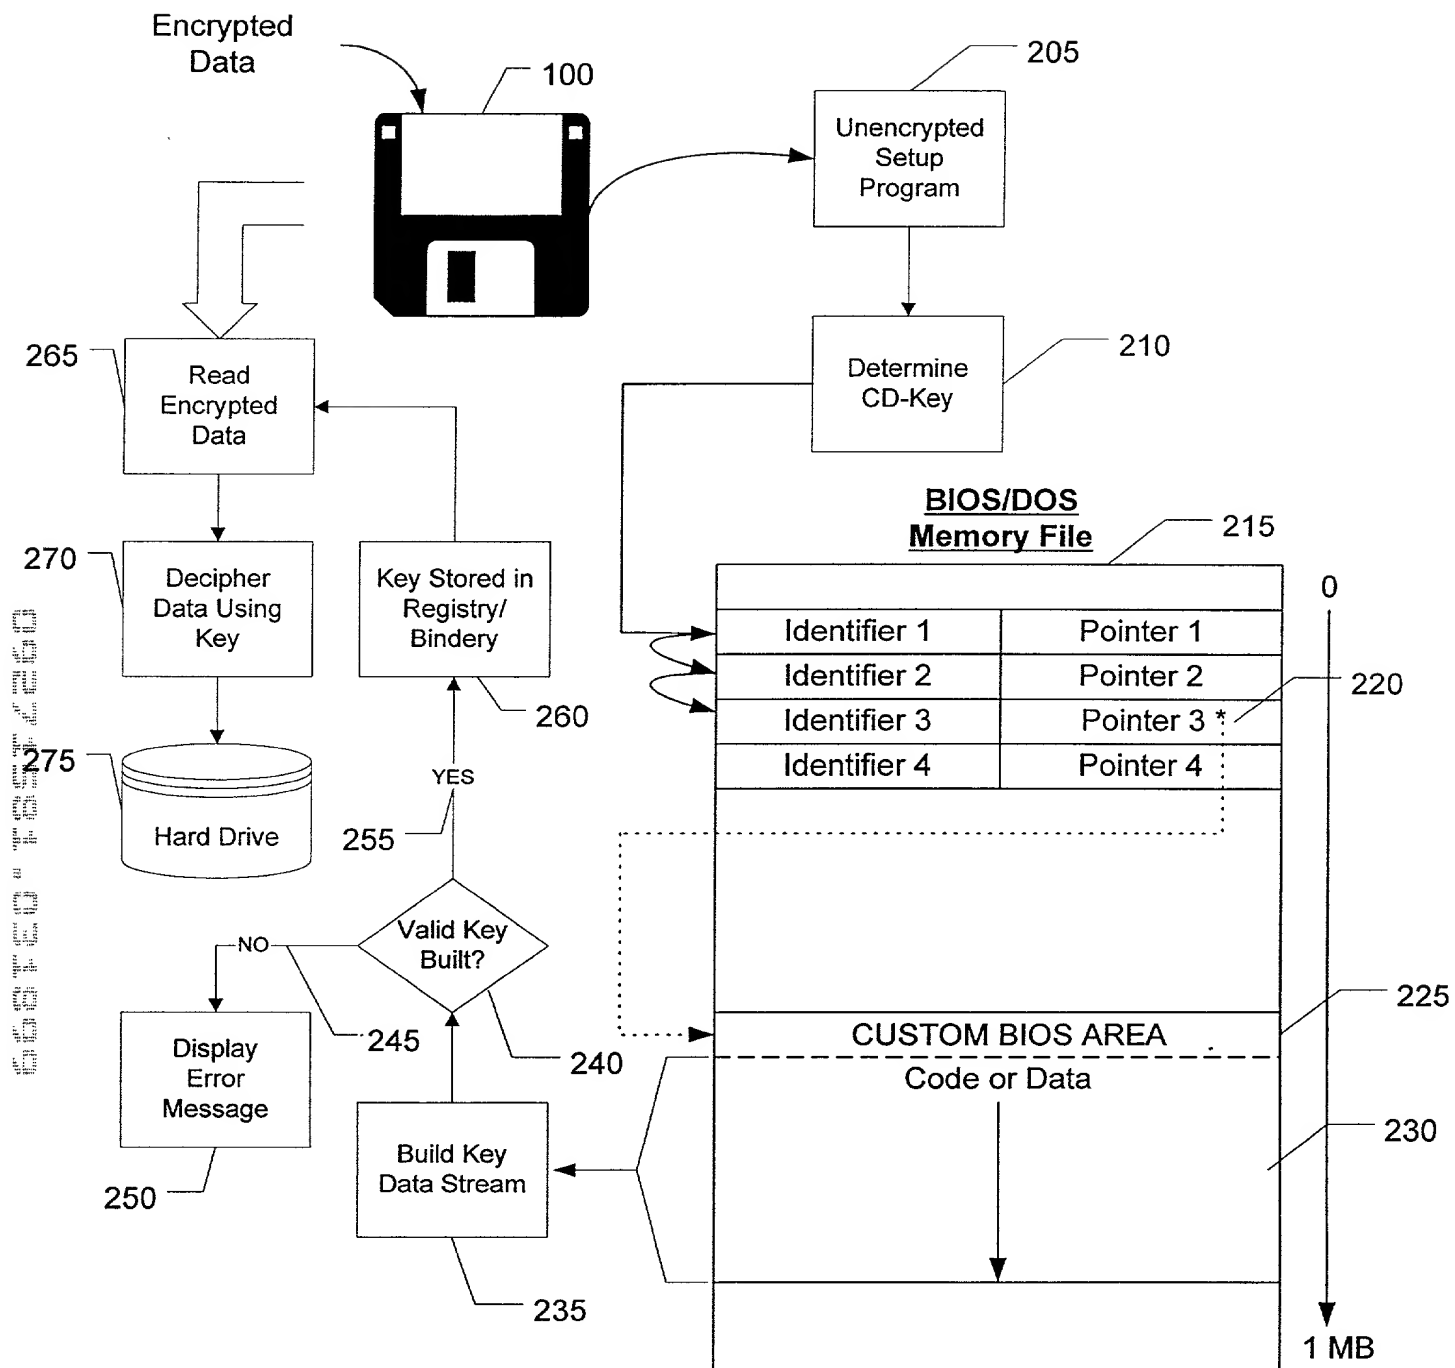 Encrypted
Data
100
205
Unencrypted
Setup
Program
265
Read
Encrypted
Data
Determine
CD-Key
210
BIOS/DOS
Memory File
215
0
270
Decipher
Data Using
Key
Key Stored in
Registry/
Bindery
260
Identifier 1
Pointer 1
Identifier 2
Pointer 2
220
Identifier 3
Pointer 3 *
Identifier 4
Pointer 4
275
Hard Drive
YES
255
Valid Key
Built?
NO
245
240
Display
Error
Message
250
CUSTOM BIOS AREA
225
Code or Data
230
Build Key
Data Stream
235
1 MB